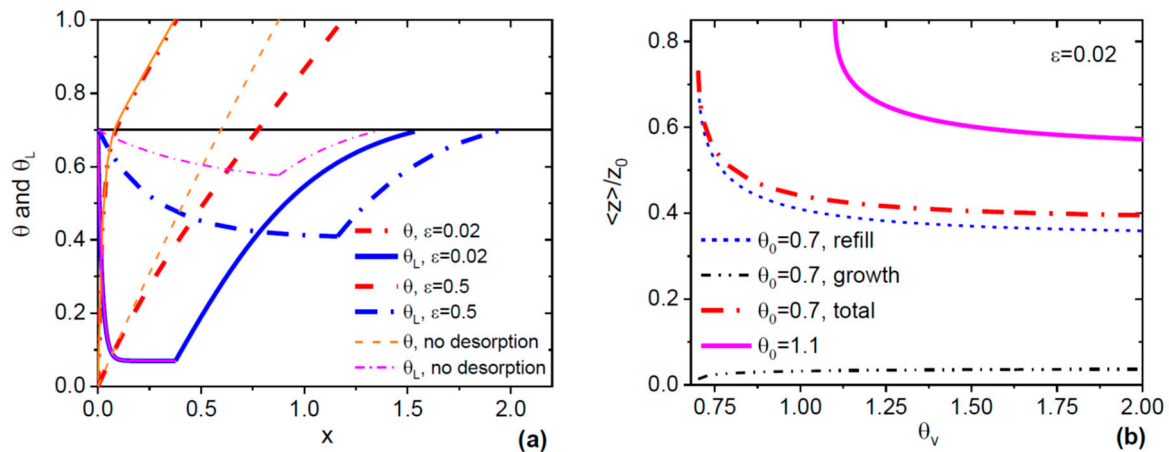 1.0
0.8
0.6
0.4
0.2
0.0
θ and θL
θ, ε=0.02
θL, ε=0.02
θ, ε=0.5
θL, ε=0.5
θ, no desorption
θL, no desorption
0.0 0.5 1.0 1.5 2.0
x
(a)
0.8
0.6
0.4
0.2
0.0
<z>/z0
ε=0.02
θ0=0.7, refill
θ0=0.7, growth
θ0=0.7, total
θ0=1.1
0.75 1.00 1.25 1.50 1.75 2.00
θV
(b)